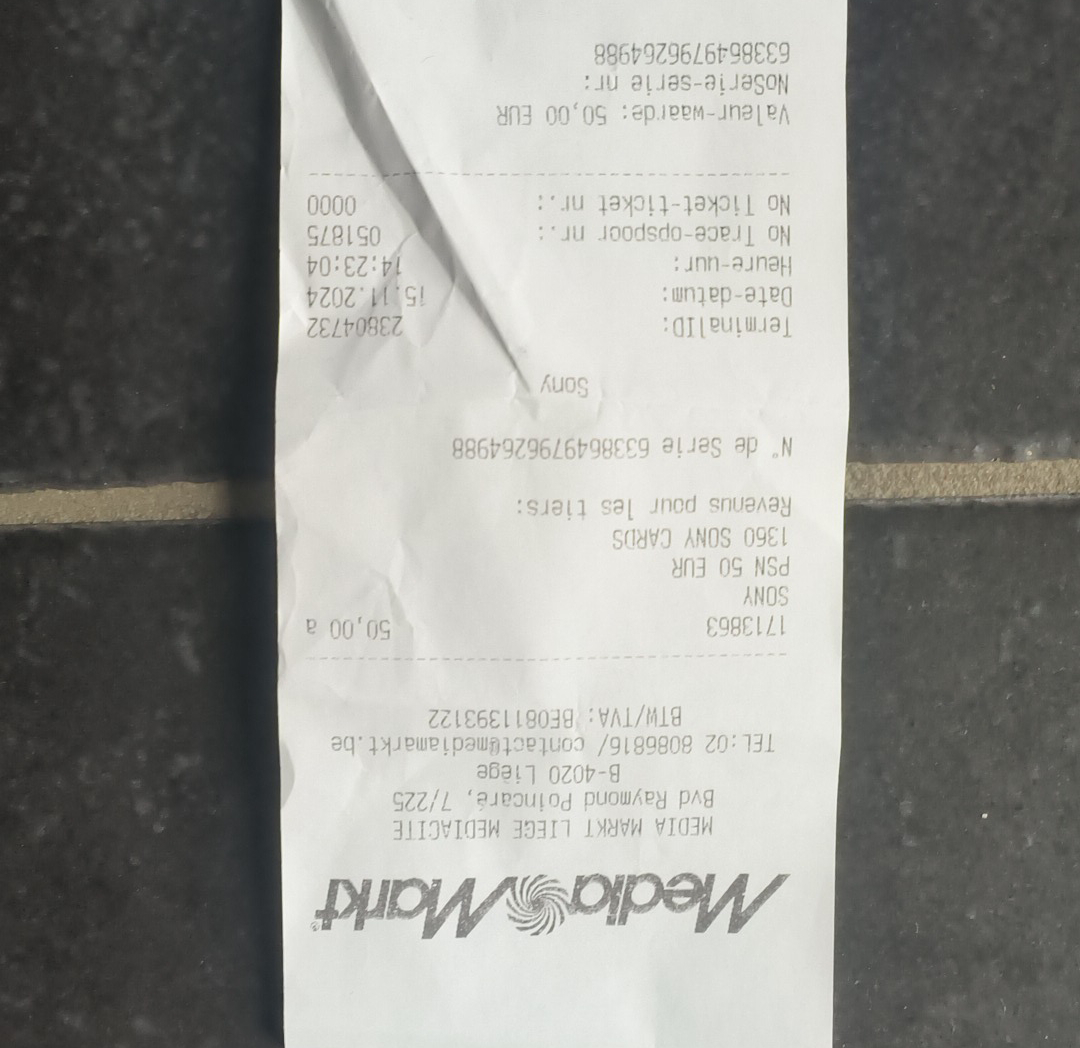 MediaMarkt®
MEDIA MARKT LIEGE MEDIACITE
Bvd Raymond Poincaré, 7/225
B-4020 Liège
TEL:02 8086816/ contact@mediamarkt.be
BTW/TVA: BE0811393122
1713863 50,00 a
SONY
PSN 50 EUR
1360 SONY CARDS
Revenus pour les tiers:
N° de Serie 6338649796264988
Sony
TerminalID: 23804732
Date-datum: 15.11.2024
Heure-uur: 14:23:04
No Trace-opspoor nr.: 051875
No Ticket-ticket nr.: 0000
Valeur-waarde: 50,00 EUR
NoSerie-serie nr:
6338649796264988